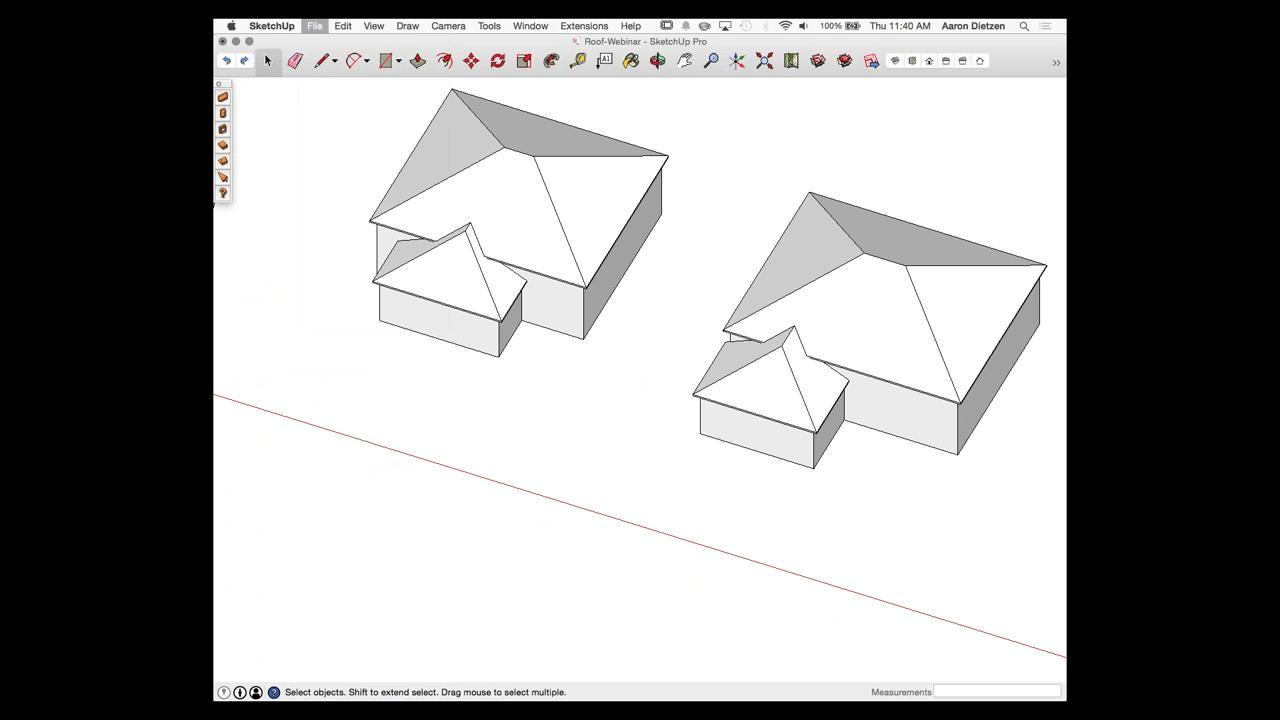 SketchUp File Edit View Draw Camera Tools Window Extensions Help 100% Thu 11:40 AM Aaron Dietzen
Roof-Webinar - SketchUp Pro
A1
Select objects. Shift to extend select. Drag mouse to select multiple. Measurements